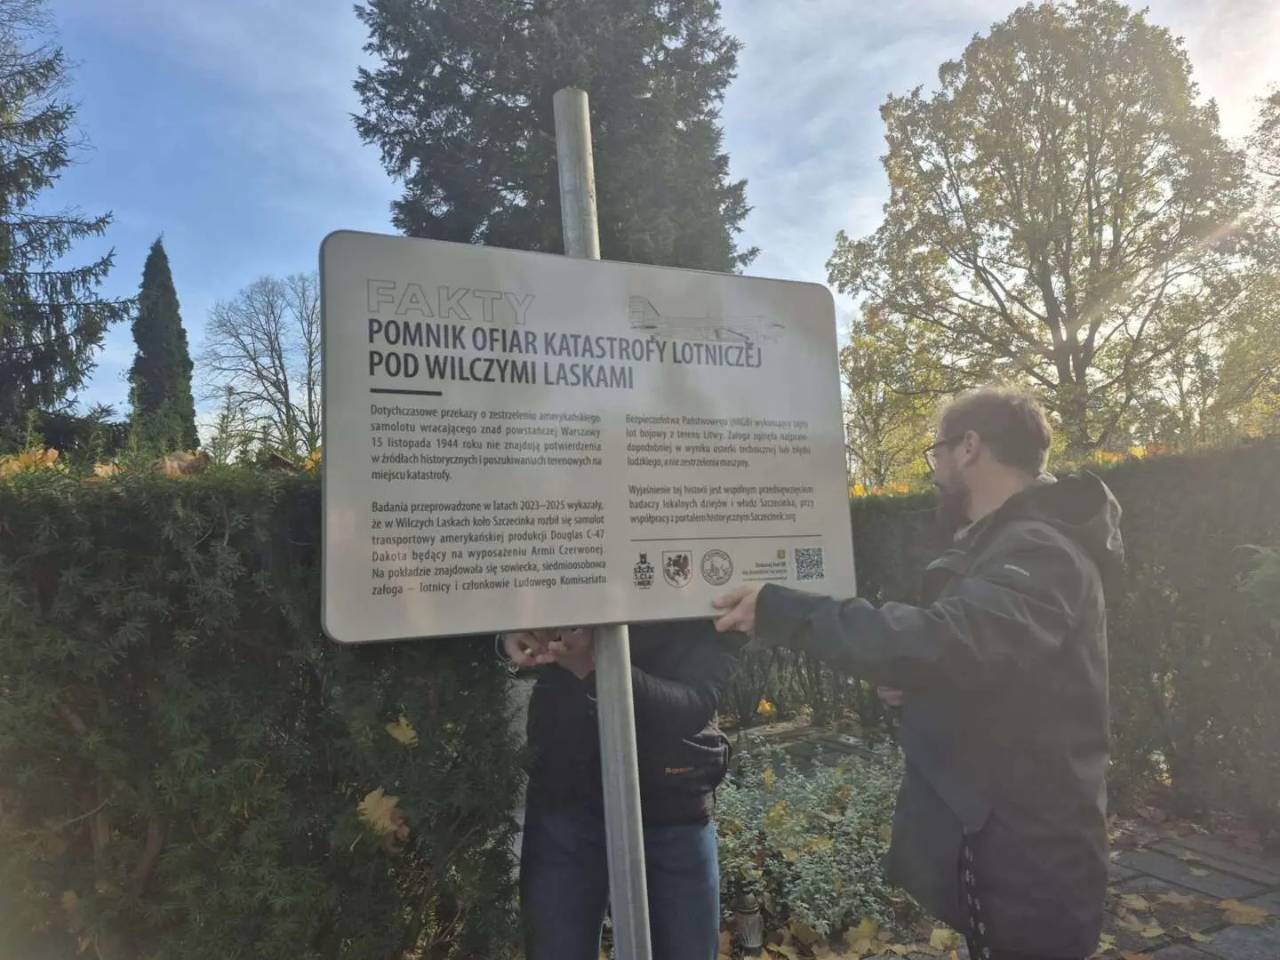 FAKTY
POMNIK OFIAR KATASTROFY LOTNICZEJ
POD WILCZYMI LASKAMI
Dotychczasowe przekazy o zestrzeleniu amerykańskiego
samolotu wracającego znad powstańczej Warszawy
15 listopada 1944 roku nie znajdują potwierdzenia
w źródłach historycznych i poszukiwaniach terenowych na
miejscu katastrofy.
Badania przeprowadzone w latach 2023–2025 wykazały,
że w Wilczych Laskach koło Szczecinka rozbił się samolot
transportowy amerykańskiej produkcji Douglas C-47
Dakota będący na wyposażeniu Armii Czerwonej.
Na pokładzie znajdowała się sowiecka, siedmioosobowa
załoga – lotnicy i członkowie Ludowego Komisariatu
Bezpieczeństwa Państwowego (NKGB) wykonujący tajny
lot bojowy z terenu Litwy. Załoga zginęła najpraw-
dopodobniej w wyniku usterki technicznej lub błędu
ludzkiego, a nie zestrzelenia maszyny.
Wyjaśnienie tej historii jest wspólnym przedsięwzięciem
badaczy lokalnych dziejów i władz Szczecinka, przy
współpracy z portalem historycznym Szczecinek.org
SZCZE
CI
NEK